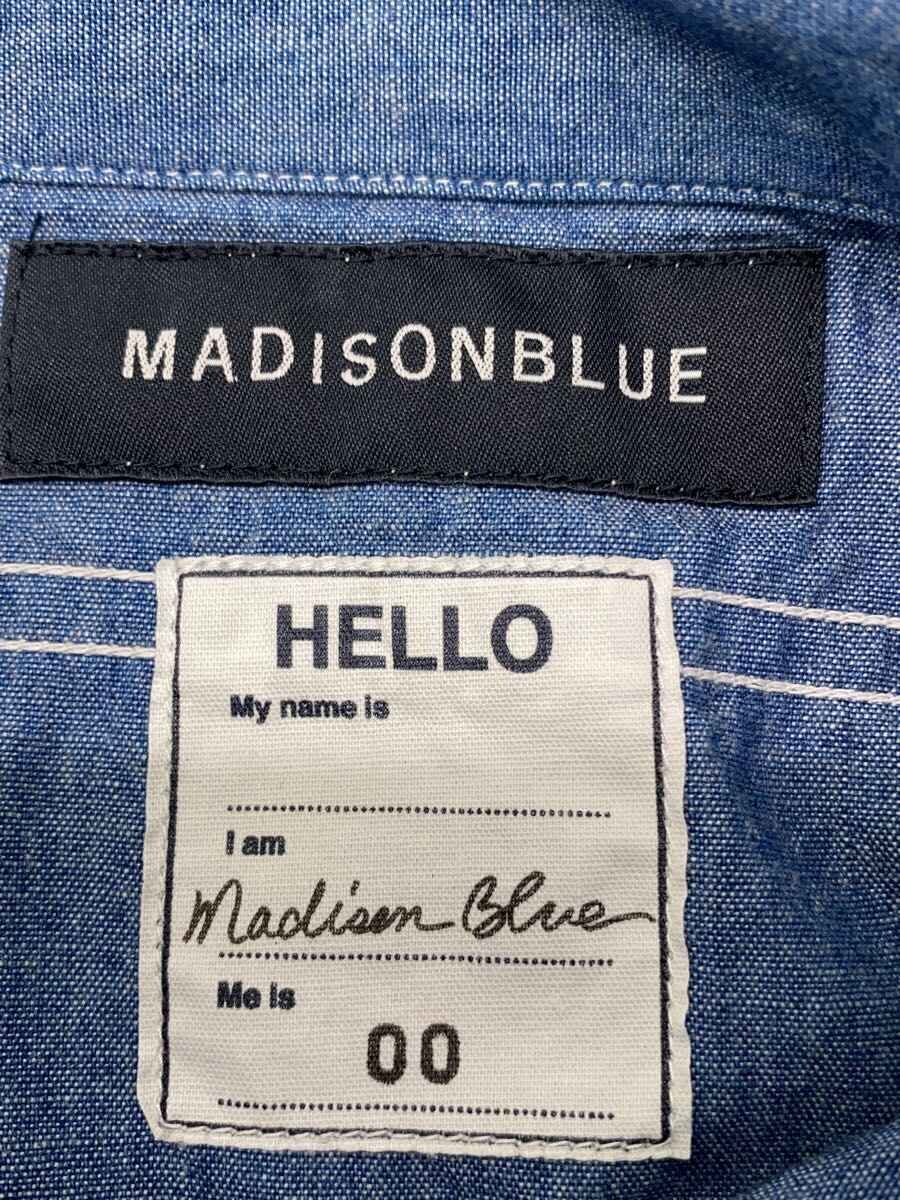 MADISONBLUE
HELLO
My name is
I am
Madison Blue
Me is
00